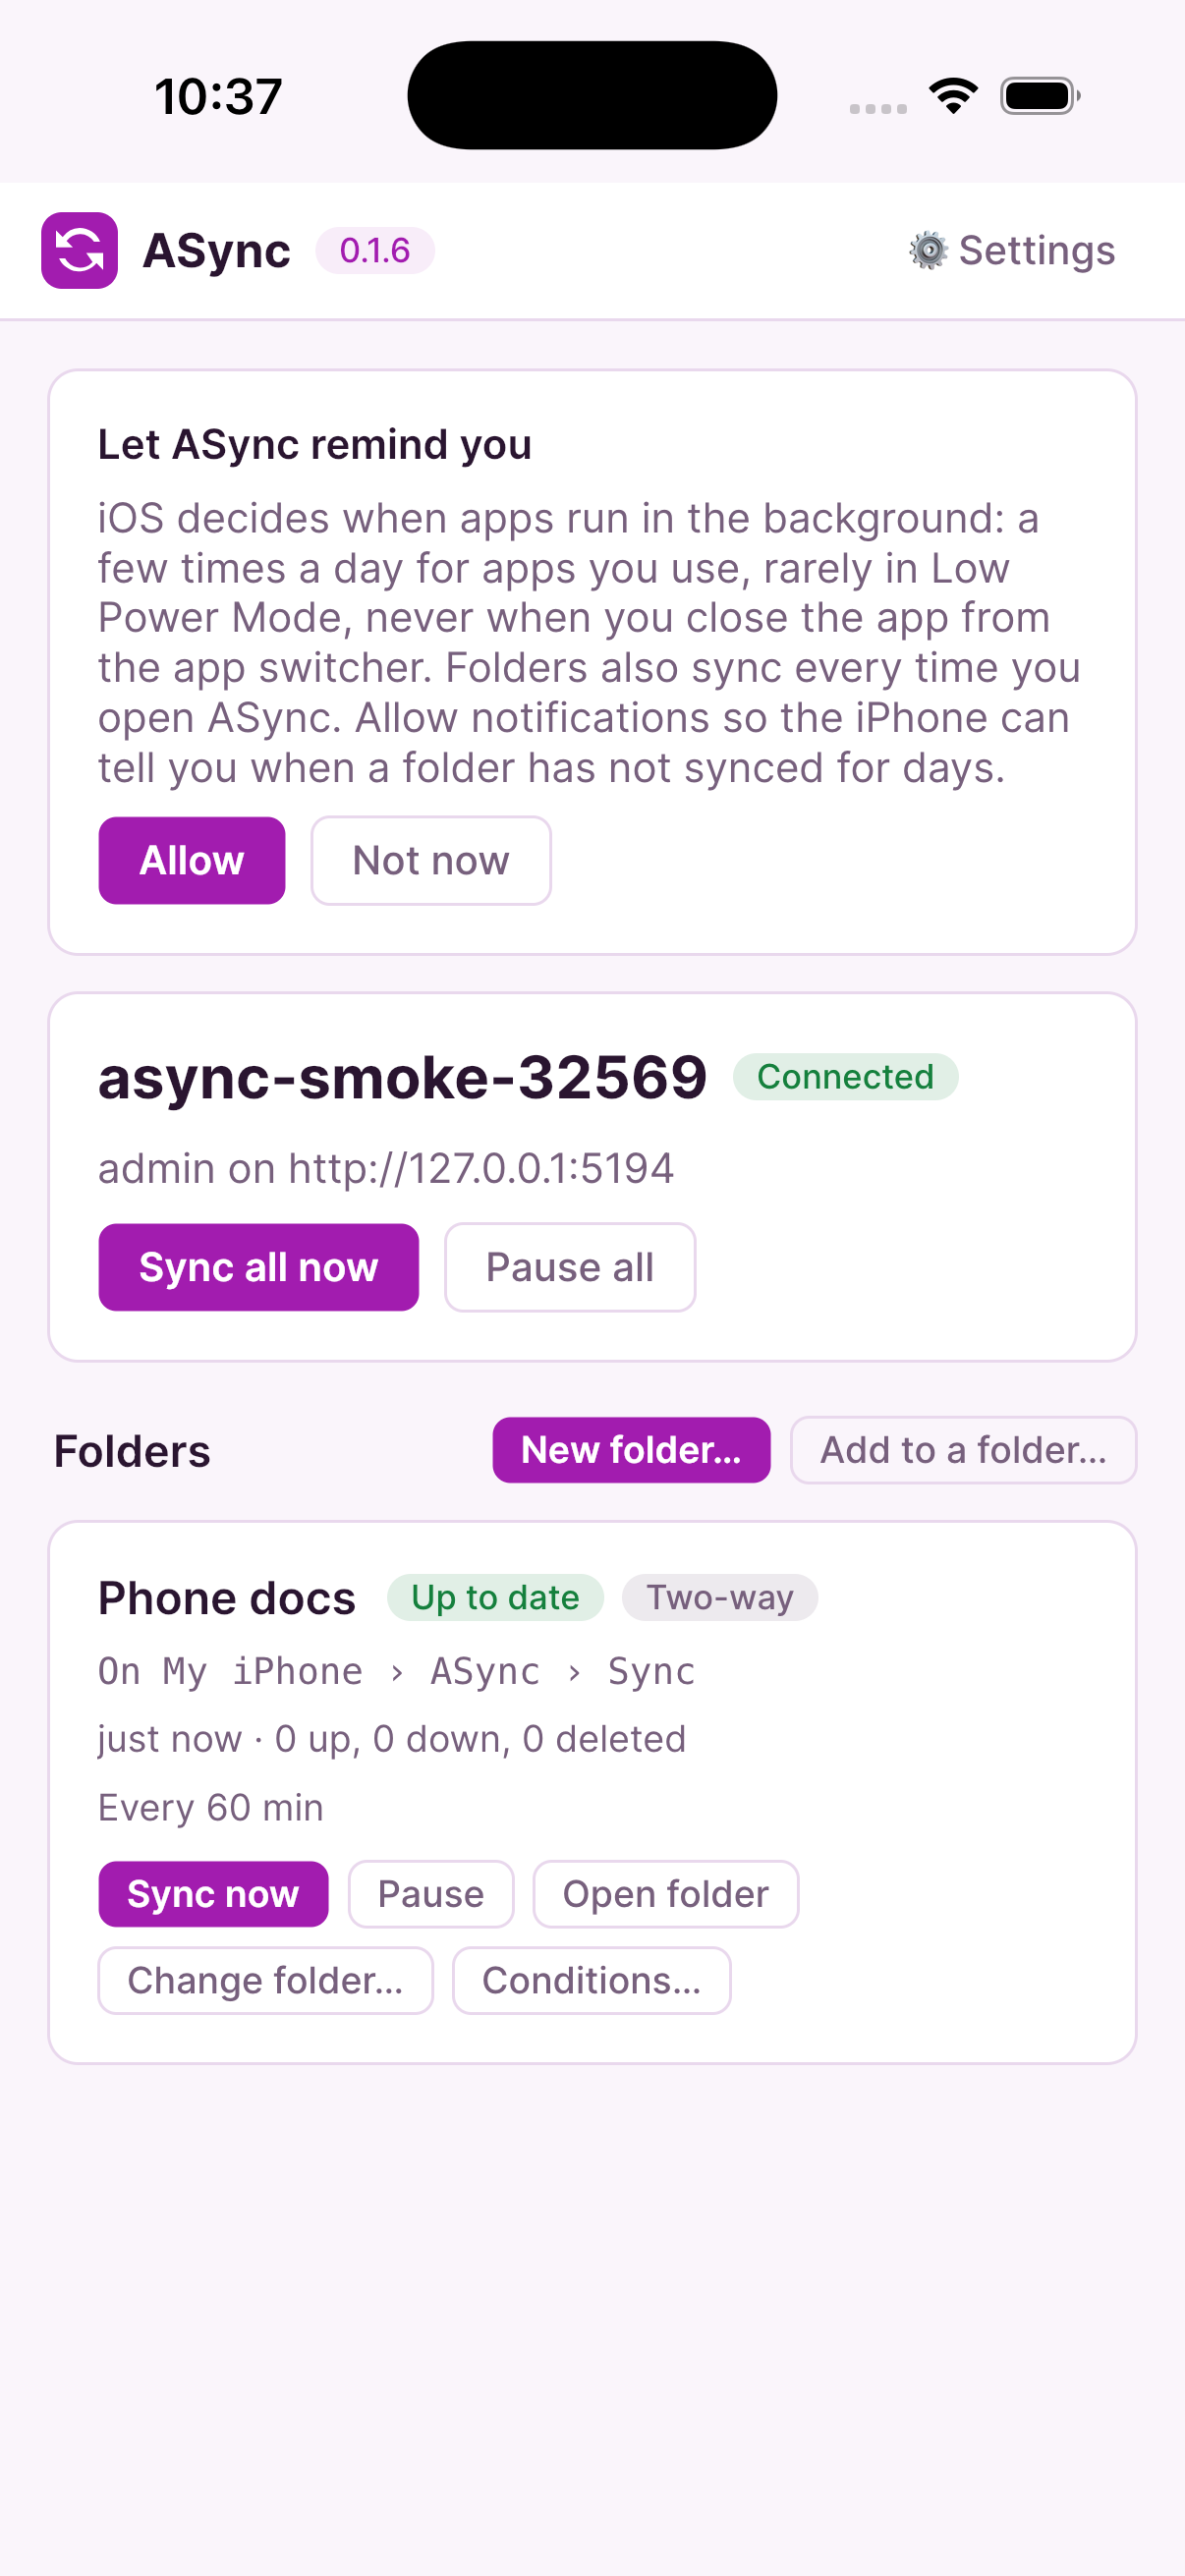 10:37
ASync 0.1.6 Settings
Let ASync remind you
iOS decides when apps run in the background: a
few times a day for apps you use, rarely in Low
Power Mode, never when you close the app from
the app switcher. Folders also sync every time you
open ASync. Allow notifications so the iPhone can
tell you when a folder has not synced for days.
Allow Not now
async-smoke-32569 Connected
admin on http://127.0.0.1:5194
Sync all now Pause all
Folders New folder... Add to a folder...
Phone docs Up to date Two-way
On My iPhone › ASync › Sync
just now · 0 up, 0 down, 0 deleted
Every 60 min
Sync now Pause Open folder
Change folder... Conditions...